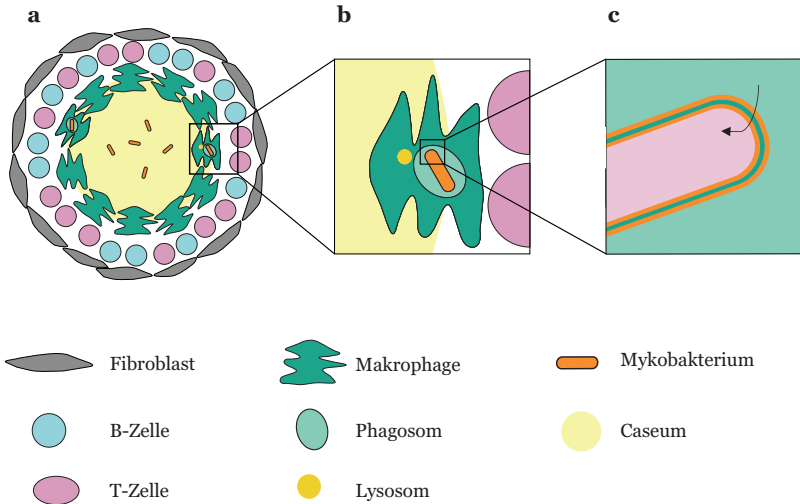 a
b
c
Fibroblast
Makrophage
Mykobakterium
B-Zelle
Phagosom
Caseum
T-Zelle
Lysosom